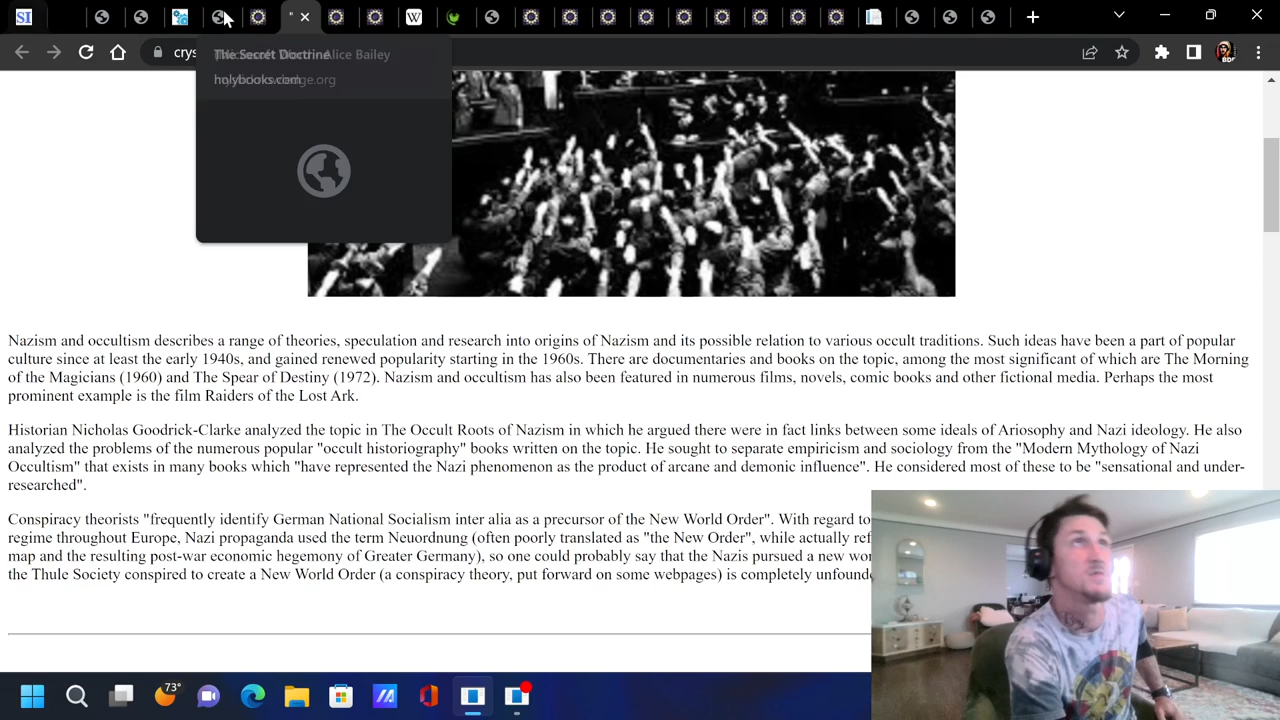 SI
W
crys
BDF
The Secret Doctrine Alice Bailey
holybooks.com ge.org
Nazism and occultism describes a range of theories, speculation and research into origins of Nazism and its possible relation to various occult traditions. Such ideas have been a part of popular
culture since at least the early 1940s, and gained renewed popularity starting in the 1960s. There are documentaries and books on the topic, among the most significant of which are The Morning
of the Magicians (1960) and The Spear of Destiny (1972). Nazism and occultism has also been featured in numerous films, novels, comic books and other fictional media. Perhaps the most
prominent example is the film Raiders of the Lost Ark.
Historian Nicholas Goodrick-Clarke analyzed the topic in The Occult Roots of Nazism in which he argued there were in fact links between some ideals of Ariosophy and Nazi ideology. He also
analyzed the problems of the numerous popular "occult historiography" books written on the topic. He sought to separate empiricism and sociology from the "Modern Mythology of Nazi
Occultism" that exists in many books which "have represented the Nazi phenomenon as the product of arcane and demonic influence". He considered most of these to be "sensational and under-
researched".
Conspiracy theorists "frequently identify German National Socialism inter alia as a precursor of the New World Order". With regard to
regime throughout Europe, Nazi propaganda used the term Neuordnung (often poorly translated as "the New Order", while actually ref
map and the resulting post-war economic hegemony of Greater Germany), so one could probably say that the Nazis pursued a new wor
the Thule Society conspired to create a New World Order (a conspiracy theory, put forward on some webpages) is completely unfound
73°